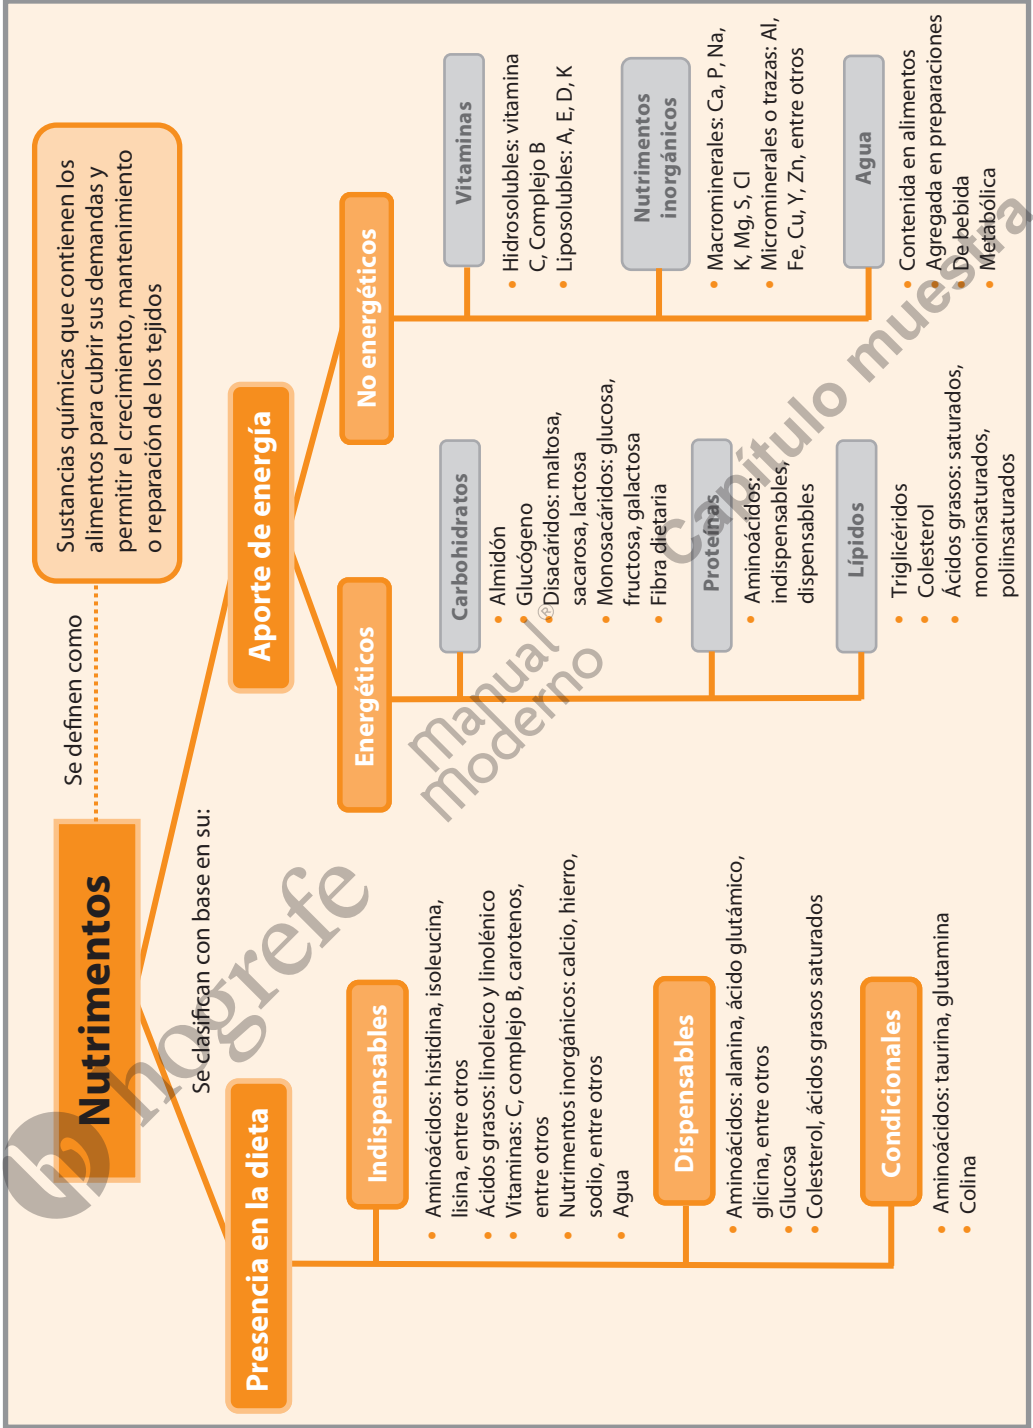 Nutrimentos
Se definen como
Sustancias químicas que contienen los
alimentos para cubrir sus demandas y
permitir el crecimiento, mantenimiento
o reparación de los tejidos
Se clasifican con base en su:
Presencia en la dieta
Indispensables
• Aminoácidos: histidina, isoleucina,
lisina, entre otros
• Ácidos grasos: linoleico y linolénico
• Vitaminas: C, complejo B, carotenos,
entre otros
• Nutrimentos inorgánicos: calcio, hierro,
sodio, entre otros
• Agua
Dispensables
• Aminoácidos: alanina, ácido glutámico,
glicina, entre otros
• Glucosa
• Colesterol, ácidos grasos saturados
Condicionales
• Aminoácidos: taurina, glutamina
• Colina
Aporte de energía
Energéticos
Carbohidratos
• Almidón
• Glucógeno
• Disacáridos: maltosa,
sacarosa, lactosa
• Monosacáridos: glucosa,
fructosa, galactosa
• Fibra dietaria
Proteínas
• Aminoácidos:
indispensables,
dispensables
Lípidos
• Triglicéridos
• Colesterol
• Ácidos grasos: saturados,
monoinsaturados,
poliinsaturados
No energéticos
Vitaminas
• Hidrosolubles: vitamina
C, Complejo B
• Liposolubles: A, E, D, K
Nutrimentos
inorgánicos
• Macrominerales: Ca, P, Na,
K, Mg, S, Cl
• Microminerales o trazas: Al,
Fe, Cu, Y, Zn, entre otros
Agua
• Contenida en alimentos
• Agregada en preparaciones
• De bebida
• Metabólica
hogrefe
manual
moderno®
Capítulo muestra